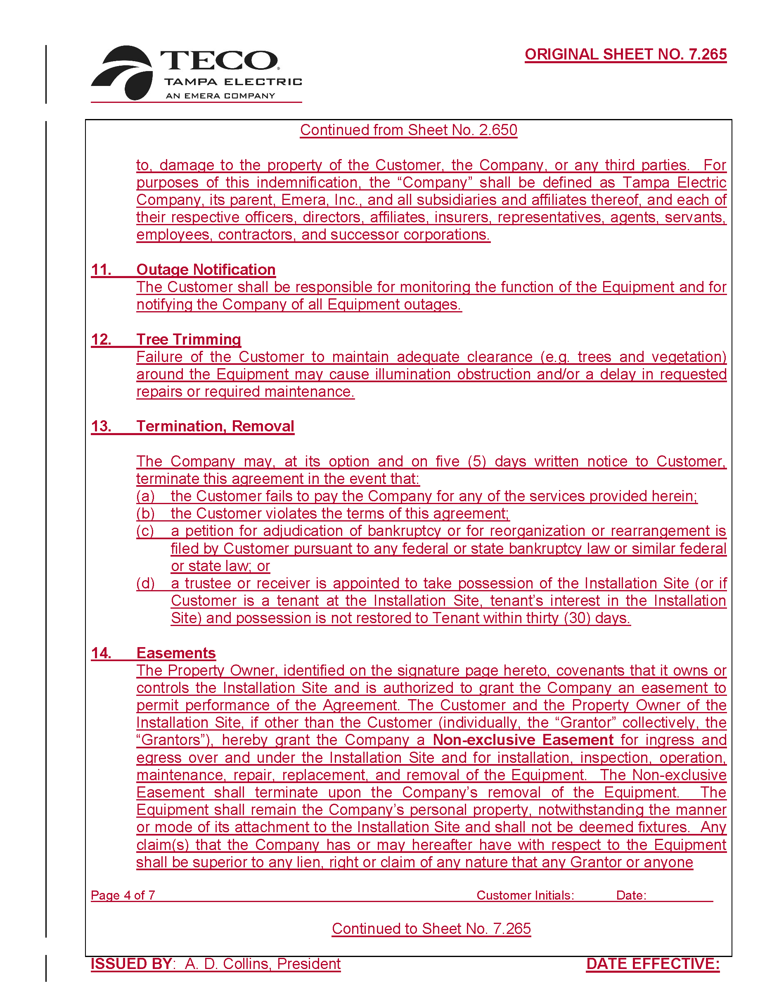 TECO®
TAMPA ELECTRIC
AN EMERA COMPANY
ORIGINAL SHEET NO. 7.265
Continued from Sheet No. 2.650
to, damage to the property of the Customer, the Company, or any third parties. For
purposes of this indemnification, the “Company” shall be defined as Tampa Electric
Company, its parent, Emera, Inc., and all subsidiaries and affiliates thereof, and each of
their respective officers, directors, affiliates, insurers, representatives, agents, servants,
employees, contractors, and successor corporations.
11. Outage Notification
The Customer shall be responsible for monitoring the function of the Equipment and for
notifying the Company of all Equipment outages.
12. Tree Trimming
Failure of the Customer to maintain adequate clearance (e.g. trees and vegetation)
around the Equipment may cause illumination obstruction and/or a delay in requested
repairs or required maintenance.
13. Termination, Removal
The Company may, at its option and on five (5) days written notice to Customer,
terminate this agreement in the event that:
(a) the Customer fails to pay the Company for any of the services provided herein;
(b) the Customer violates the terms of this agreement;
(c) a petition for adjudication of bankruptcy or for reorganization or rearrangement is
filed by Customer pursuant to any federal or state bankruptcy law or similar federal
or state law; or
(d) a trustee or receiver is appointed to take possession of the Installation Site (or if
Customer is a tenant at the Installation Site, tenant’s interest in the Installation
Site) and possession is not restored to Tenant within thirty (30) days.
14. Easements
The Property Owner, identified on the signature page hereto, covenants that it owns or
controls the Installation Site and is authorized to grant the Company an easement to
permit performance of the Agreement. The Customer and the Property Owner of the
Installation Site, if other than the Customer (individually, the “Grantor” collectively, the
“Grantors”), hereby grant the Company a Non-exclusive Easement for ingress and
egress over and under the Installation Site and for installation, inspection, operation,
maintenance, repair, replacement, and removal of the Equipment. The Non-exclusive
Easement shall terminate upon the Company’s removal of the Equipment. The
Equipment shall remain the Company’s personal property, notwithstanding the manner
or mode of its attachment to the Installation Site and shall not be deemed fixtures. Any
claim(s) that the Company has or may hereafter have with respect to the Equipment
shall be superior to any lien, right or claim of any nature that any Grantor or anyone
Page 4 of 7 Customer Initials: Date:
Continued to Sheet No. 7.265
ISSUED BY: A. D. Collins, President DATE EFFECTIVE: